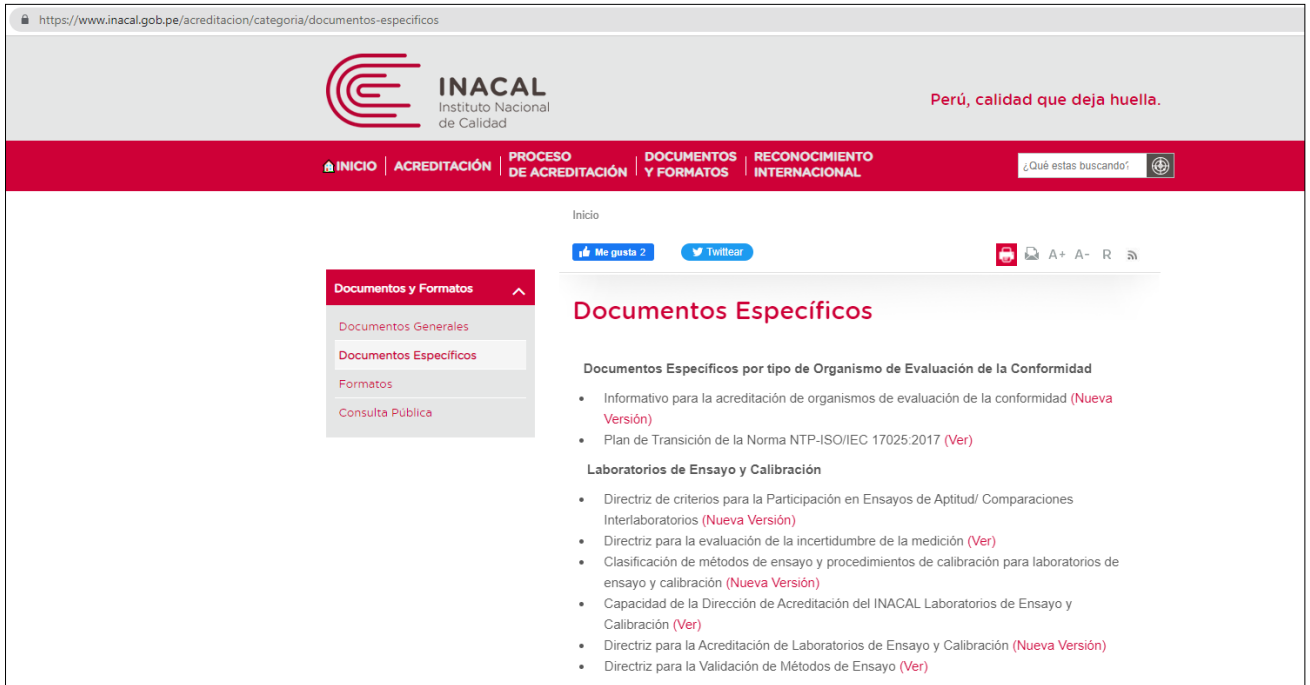 https://www.inacal.gob.pe/acreditacion/categoria/documentos-especificos
INACAL
Instituto Nacional
de Calidad
Perú, calidad que deja huella.
INICIO
ACREDITACIÓN
PROCESO
DE ACREDITACIÓN
DOCUMENTOS
Y FORMATOS
RECONOCIMIENTO
INTERNACIONAL
¿Qué estas buscando?
Inicio
Me gusta 2
Twittear
A+ A- R
Documentos y Formatos
Documentos Generales
Documentos Específicos
Formatos
Consulta Pública
Documentos Específicos
Documentos Específicos por tipo de Organismo de Evaluación de la Conformidad
• Informativo para la acreditación de organismos de evaluación de la conformidad (Nueva
Versión)
• Plan de Transición de la Norma NTP-ISO/IEC 17025:2017 (Ver)
Laboratorios de Ensayo y Calibración
• Directriz de criterios para la Participación en Ensayos de Aptitud/ Comparaciones
Interlaboratorios (Nueva Versión)
• Directriz para la evaluación de la incertidumbre de la medición (Ver)
• Clasificación de métodos de ensayo y procedimientos de calibración para laboratorios de
ensayo y calibración (Nueva Versión)
• Capacidad de la Dirección de Acreditación del INACAL Laboratorios de Ensayo y
Calibración (Ver)
• Directriz para la Acreditación de Laboratorios de Ensayo y Calibración (Nueva Versión)
• Directriz para la Validación de Métodos de Ensayo (Ver)